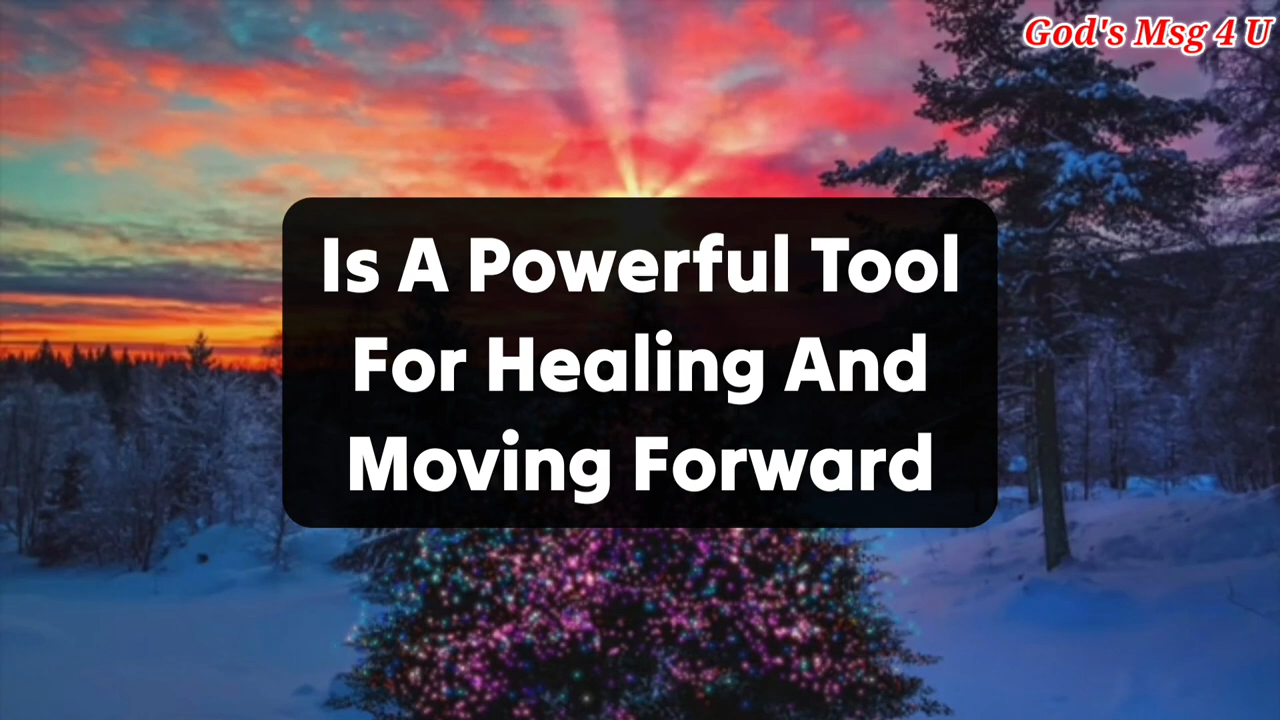 God's Msg 4 U
Is A Powerful Tool
For Healing And
Moving Forward